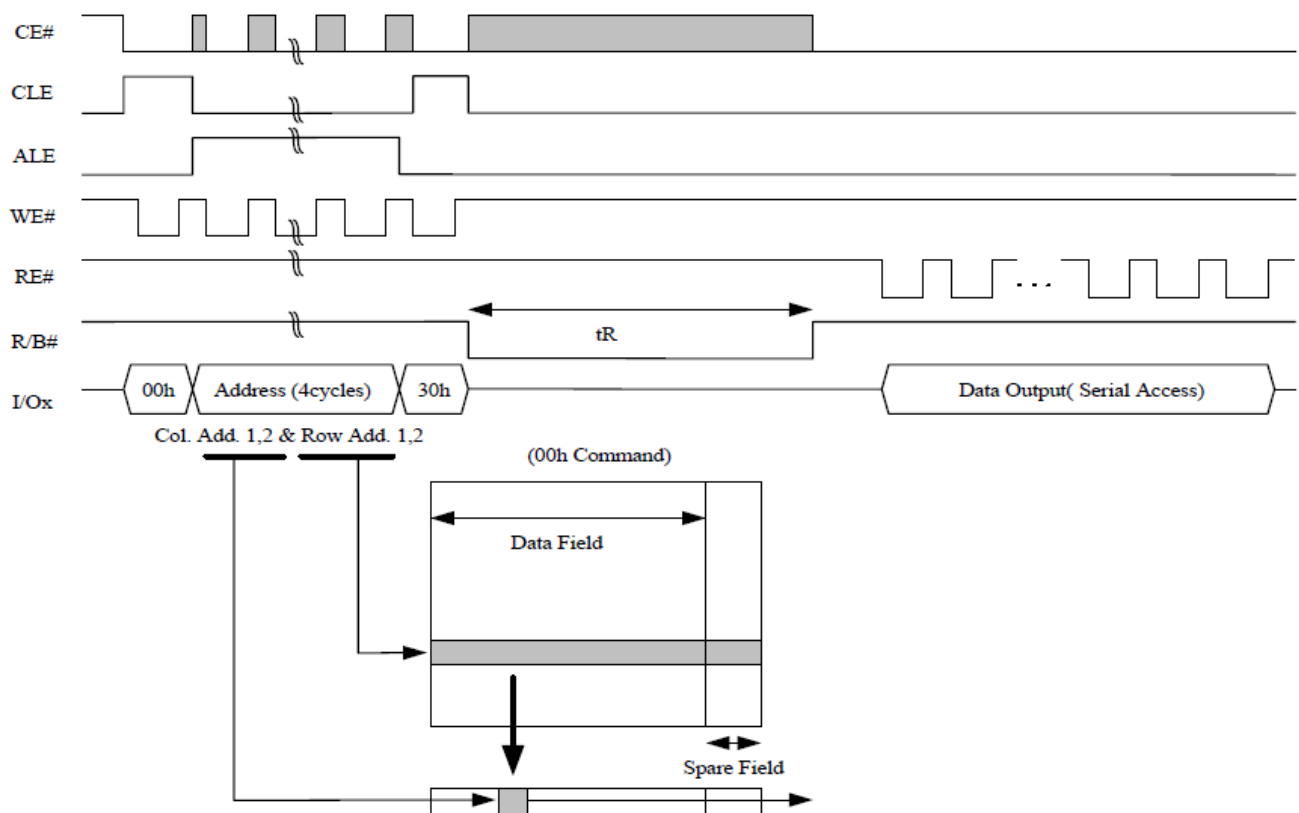 CE#
CLE
ALE
WE#
RE#
. . .
R/B#
tR
I/Ox
00h
Address (4cycles)
30h
Data Output( Serial Access)
Col. Add. 1,2 & Row Add. 1,2
(00h Command)
Data Field
Spare Field